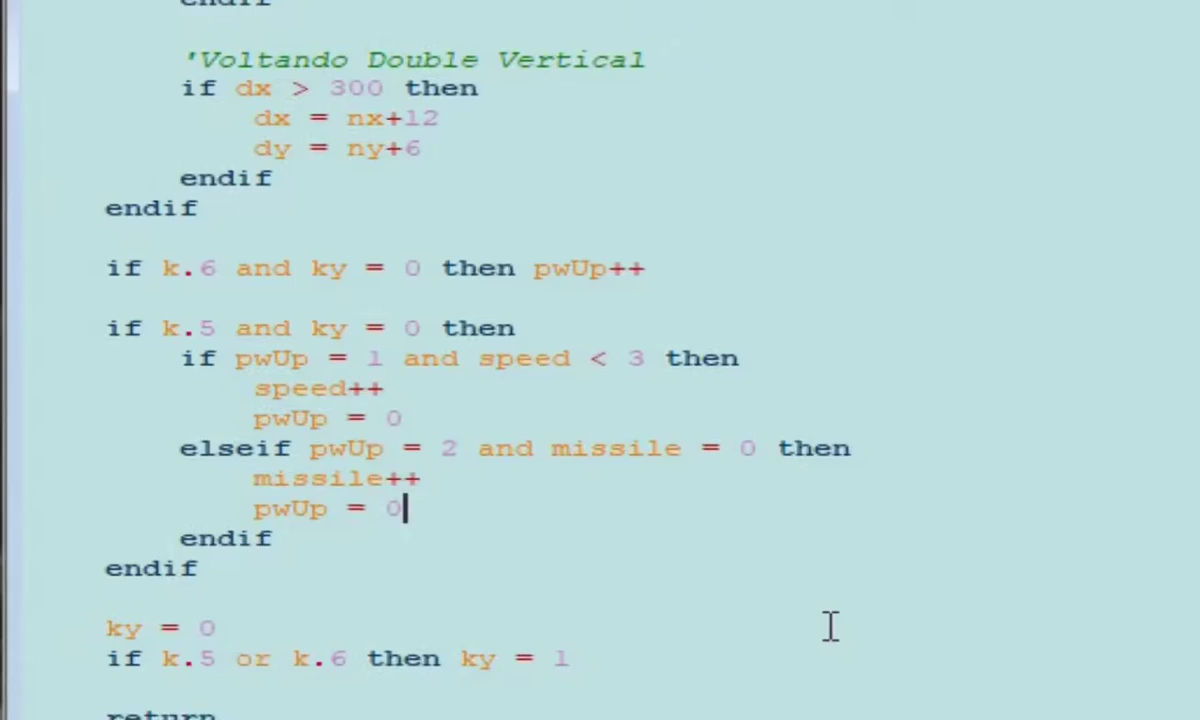 endif
'Voltando Double Vertical
if dx > 300 then
dx = nx+12
dy = ny+6
endif
endif
if k.6 and ky = 0 then pwUp++
if k.5 and ky = 0 then
if pwUp = 1 and speed < 3 then
speed++
pwUp = 0
elseif pwUp = 2 and missile = 0 then
missile++
pwUp = 0
endif
endif
ky = 0
if k.5 or k.6 then ky = 1
return